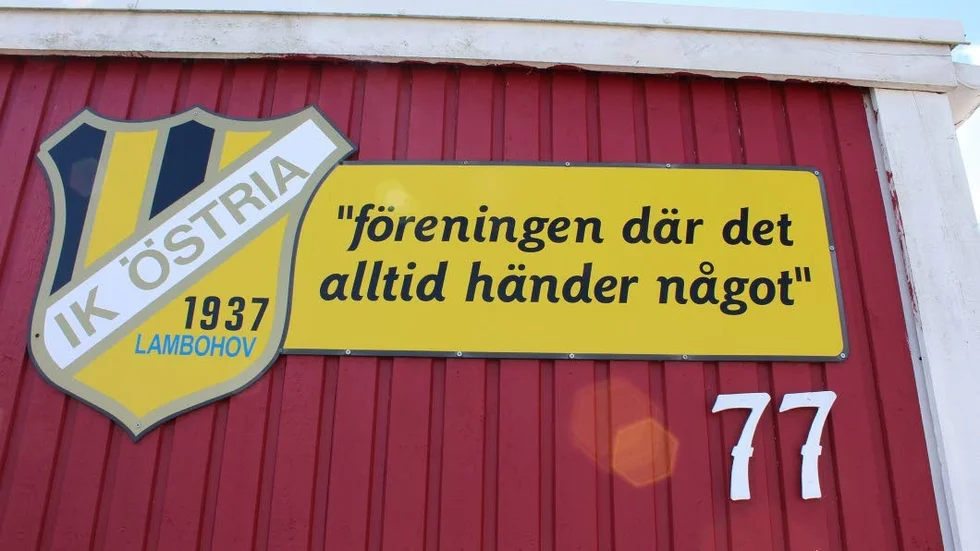 IK ÖSTRIA
1937
LAMBOHOV
"föreningen där det
alltid händer något"
77